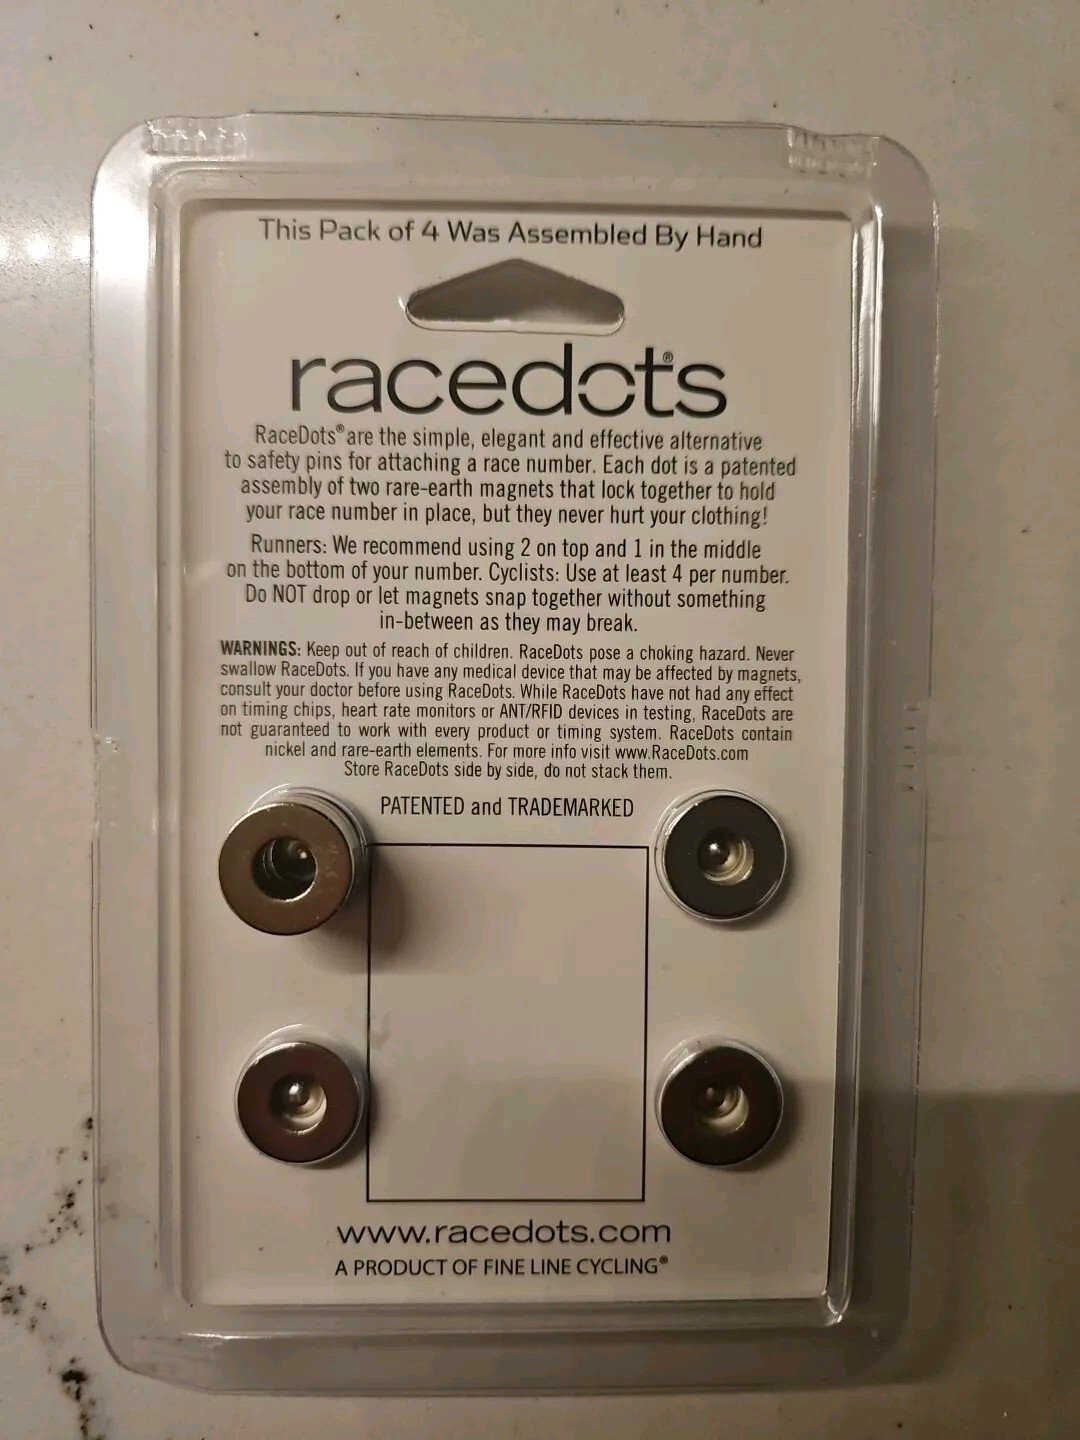 This Pack of 4 Was Assembled By Hand
racedots®
RaceDots® are the simple, elegant and effective alternative
to safety pins for attaching a race number. Each dot is a patented
assembly of two rare-earth magnets that lock together to hold
your race number in place, but they never hurt your clothing!
Runners: We recommend using 2 on top and 1 in the middle
on the bottom of your number. Cyclists: Use at least 4 per number.
Do NOT drop or let magnets snap together without something
in-between as they may break.
WARNINGS: Keep out of reach of children. RaceDots pose a choking hazard. Never
swallow RaceDots. If you have any medical device that may be affected by magnets,
consult your doctor before using RaceDots. While RaceDots have not had any effect
on timing chips, heart rate monitors or ANT/RFID devices in testing, RaceDots are
not guaranteed to work with every product or timing system. RaceDots contain
nickel and rare-earth elements. For more info visit www.RaceDots.com
Store RaceDots side by side, do not stack them.
PATENTED and TRADEMARKED
www.racedots.com
A PRODUCT OF FINE LINE CYCLING®